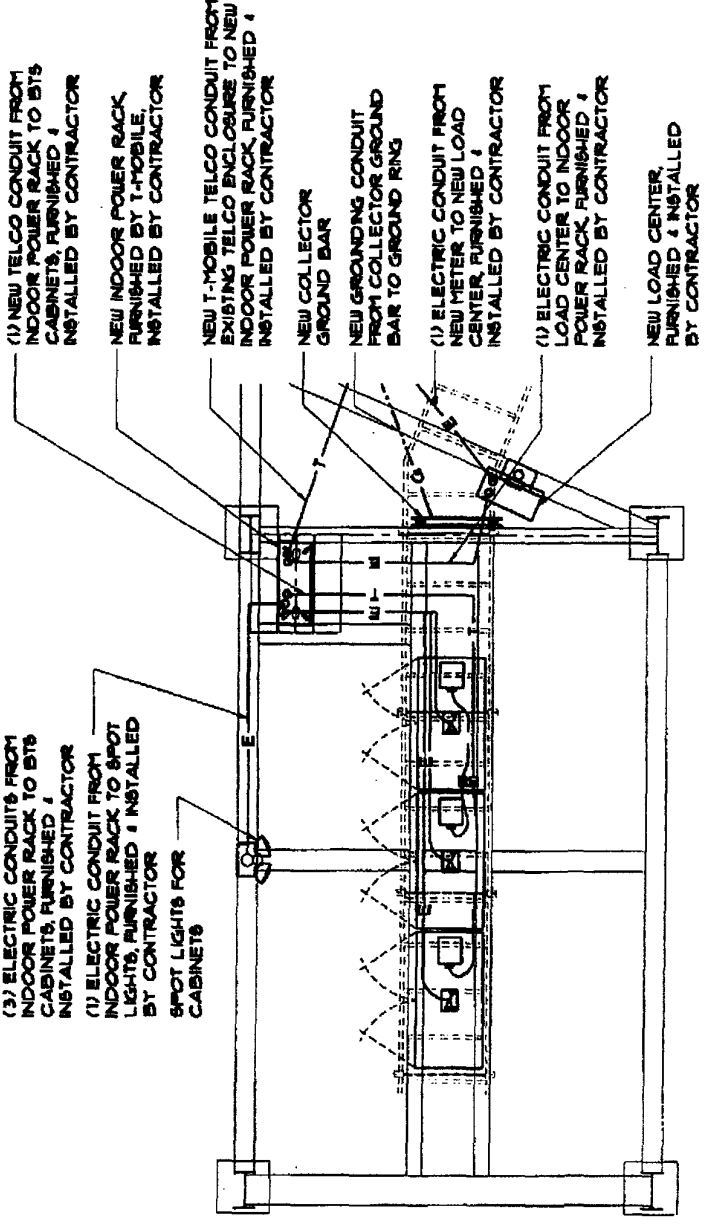 (1) NEW TELCO CONDUIT FROM
INDOOR POWER RACK TO BTS
CABINETS, FURNISHED &
INSTALLED BY CONTRACTOR
NEW INDOOR POWER RACK,
FURNISHED BY T-MOBILE,
INSTALLED BY CONTRACTOR
NEW T-MOBILE TELCO CONDUIT FROM
EXISTING TELCO ENCLOSURE TO NEW
INDOOR POWER RACK, FURNISHED &
INSTALLED BY CONTRACTOR
NEW COLLECTOR
GROUND BAR
NEW GROUNDING CONDUIT
FROM COLLECTOR GROUND
BAR TO GROUND RING
(1) ELECTRIC CONDUIT FROM
NEW METER TO NEW LOAD
CENTER, FURNISHED &
INSTALLED BY CONTRACTOR
(1) ELECTRIC CONDUIT FROM
LOAD CENTER TO INDOOR
POWER RACK, FURNISHED &
INSTALLED BY CONTRACTOR
NEW LOAD CENTER,
FURNISHED & INSTALLED
BY CONTRACTOR
(3) ELECTRIC CONDUITS FROM
INDOOR POWER RACK TO BTS
CABINETS, FURNISHED &
INSTALLED BY CONTRACTOR
(1) ELECTRIC CONDUIT FROM
INDOOR POWER RACK TO SPOT
LIGHTS, FURNISHED & INSTALLED
BY CONTRACTOR
SPOT LIGHTS FOR
CABINETS
E
T
G
E
E
E
T
E
E